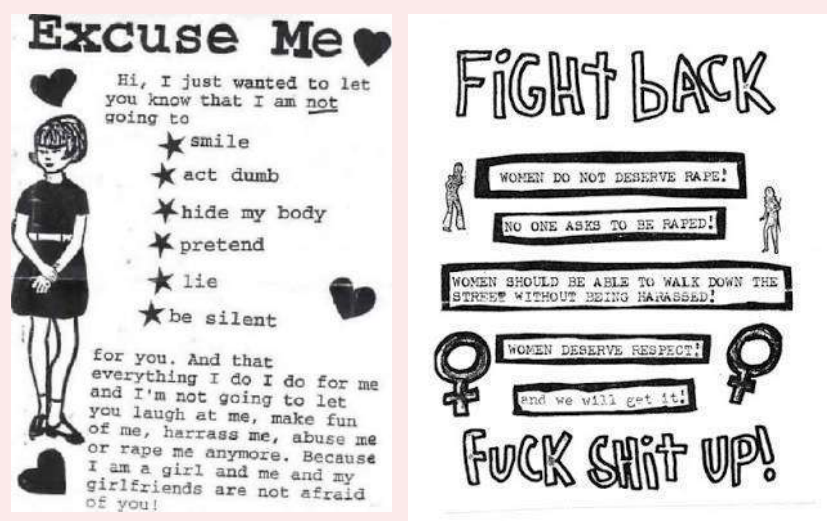 Excuse Me
Hi, I just wanted to let
you know that I am not
going to
smile
act dumb
hide my body
pretend
lie
be silent
for you. And that
everything I do I do for me
and I'm not going to let
you laugh at me, make fun
of me, harrass me, abuse me
or rape me anymore. Because
I am a girl and me and my
girlfriends are not afraid
of you!
FiGHt bACK
WOMEN DO NOT DESERVE RAPE!
NO ONE ASKS TO BE RAPED!
WOMEN SHOULD BE ABLE TO WALK DOWN THE
STREET WITHOUT BEING HARASSED!
WOMEN DESERVE RESPECT!
and we will get it!
FUCK SHit UP!